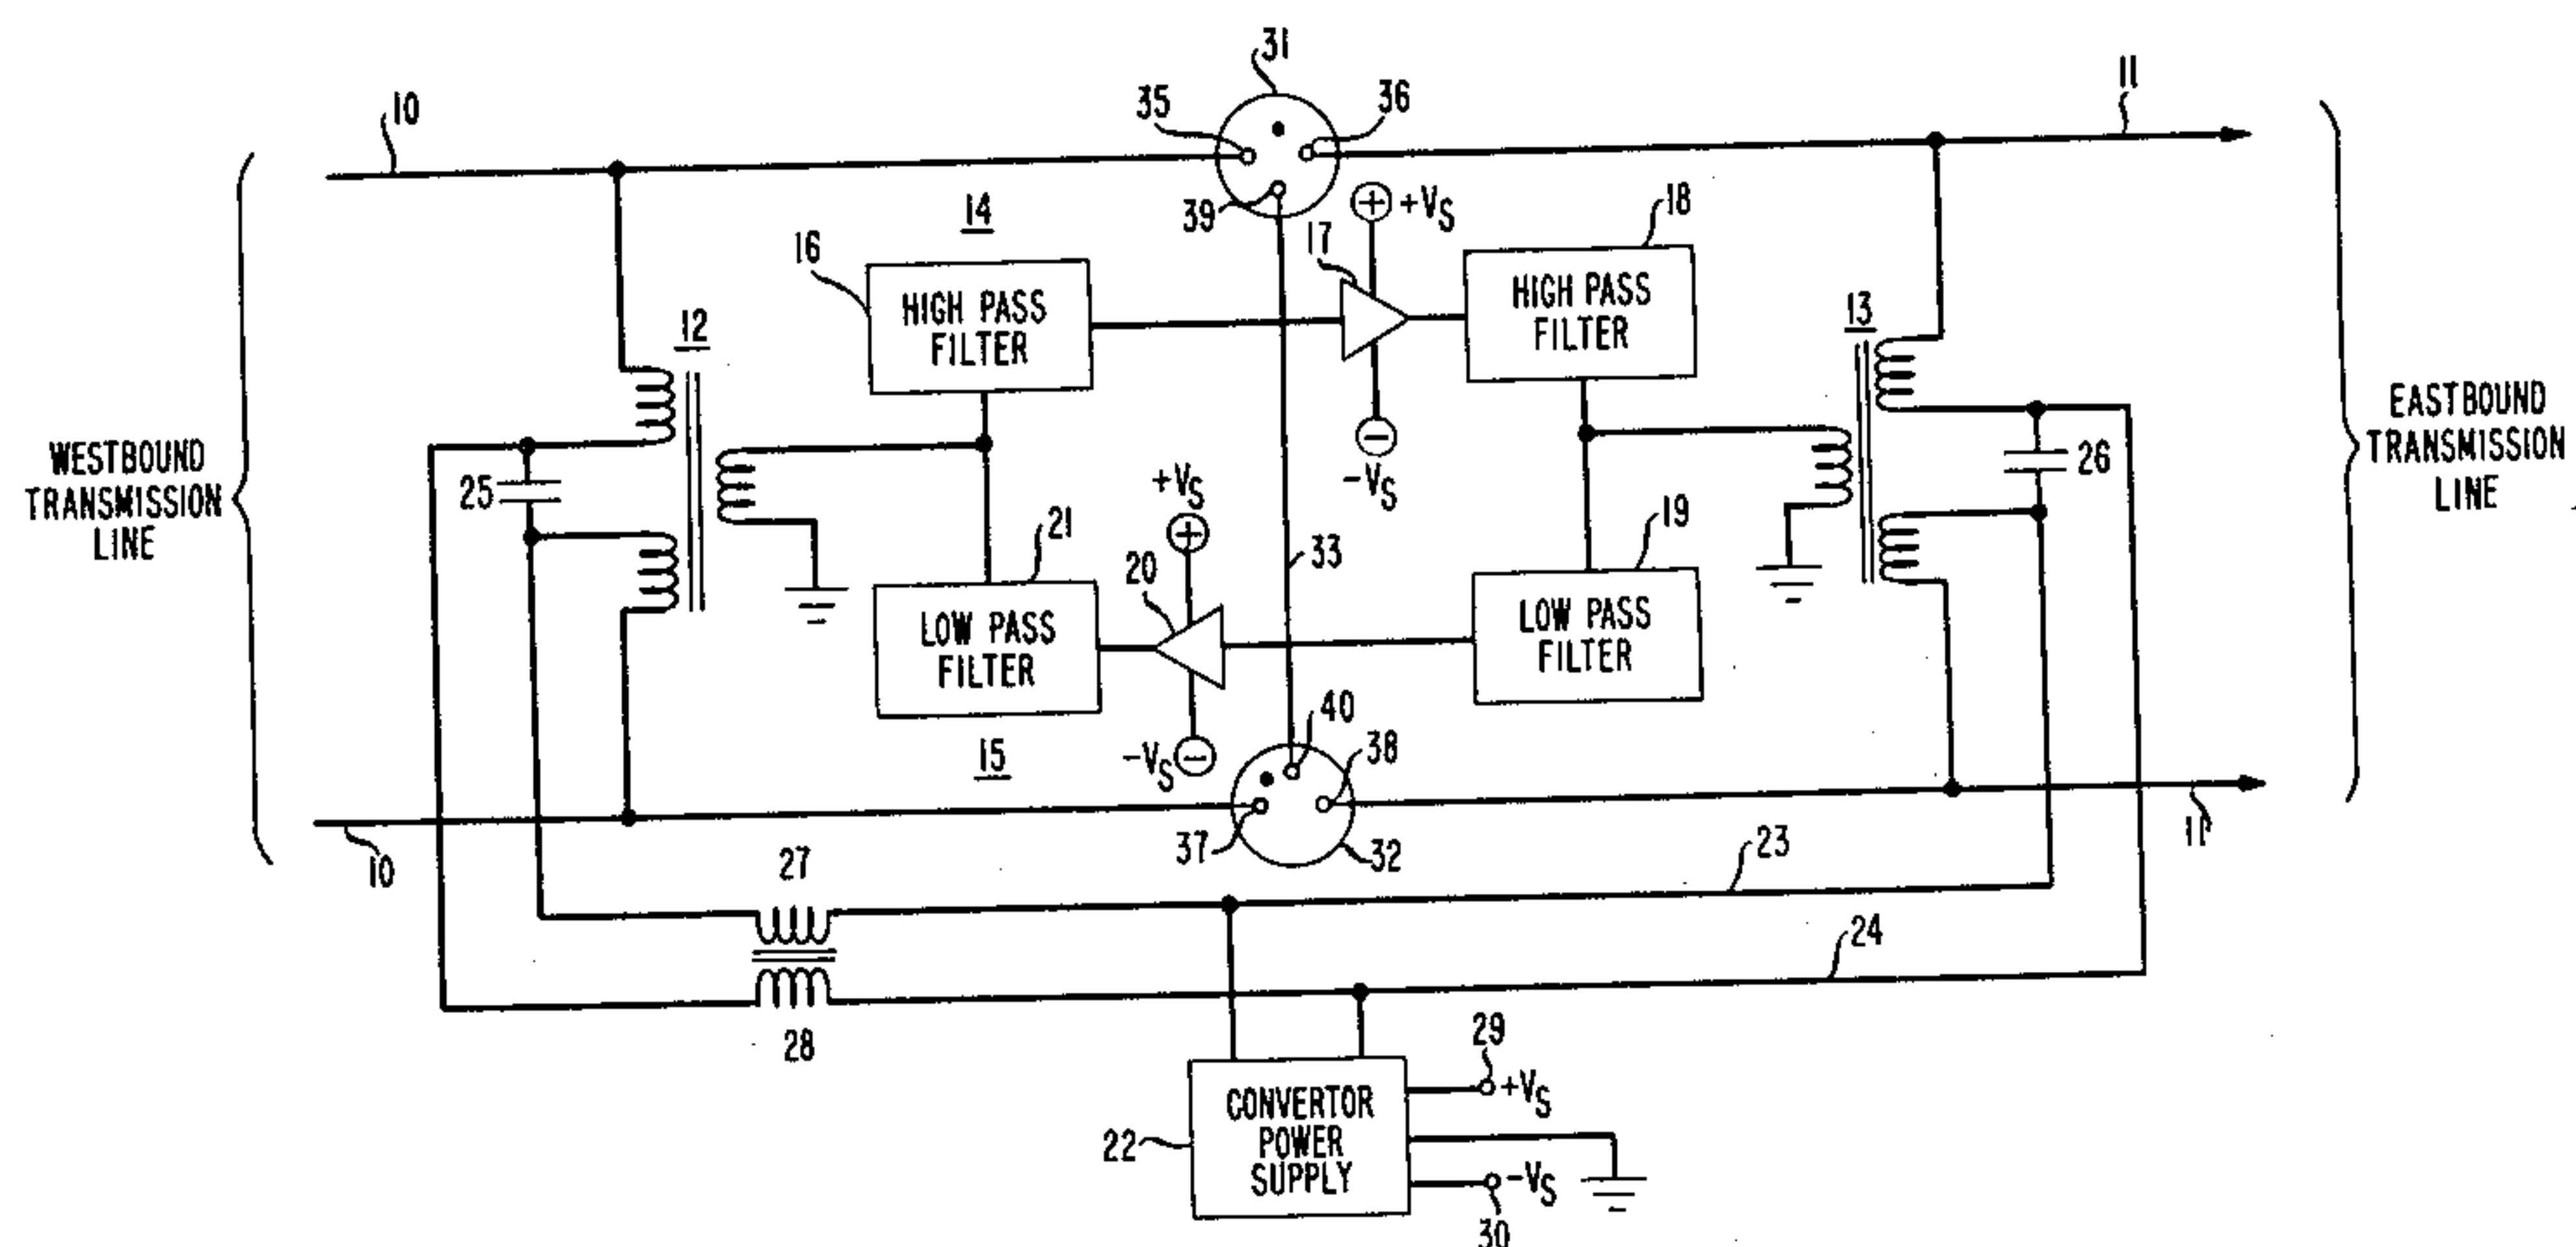 31
11
10
35
36
39
14
+VS
17
18
16
HIGH PASS
FILTER
HIGH PASS
FILTER
12
13
WESTBOUND
TRANSMISSION
LINE
EASTBOUND
TRANSMISSION
LINE
25
26
-VS
+VS
21
20
33
19
LOW PASS
FILTER
LOW PASS
FILTER
40
38
-VS
15
37
32
10
11
27
23
24
28
29
+VS
CONVERTOR
POWER
SUPPLY
22
-VS
30